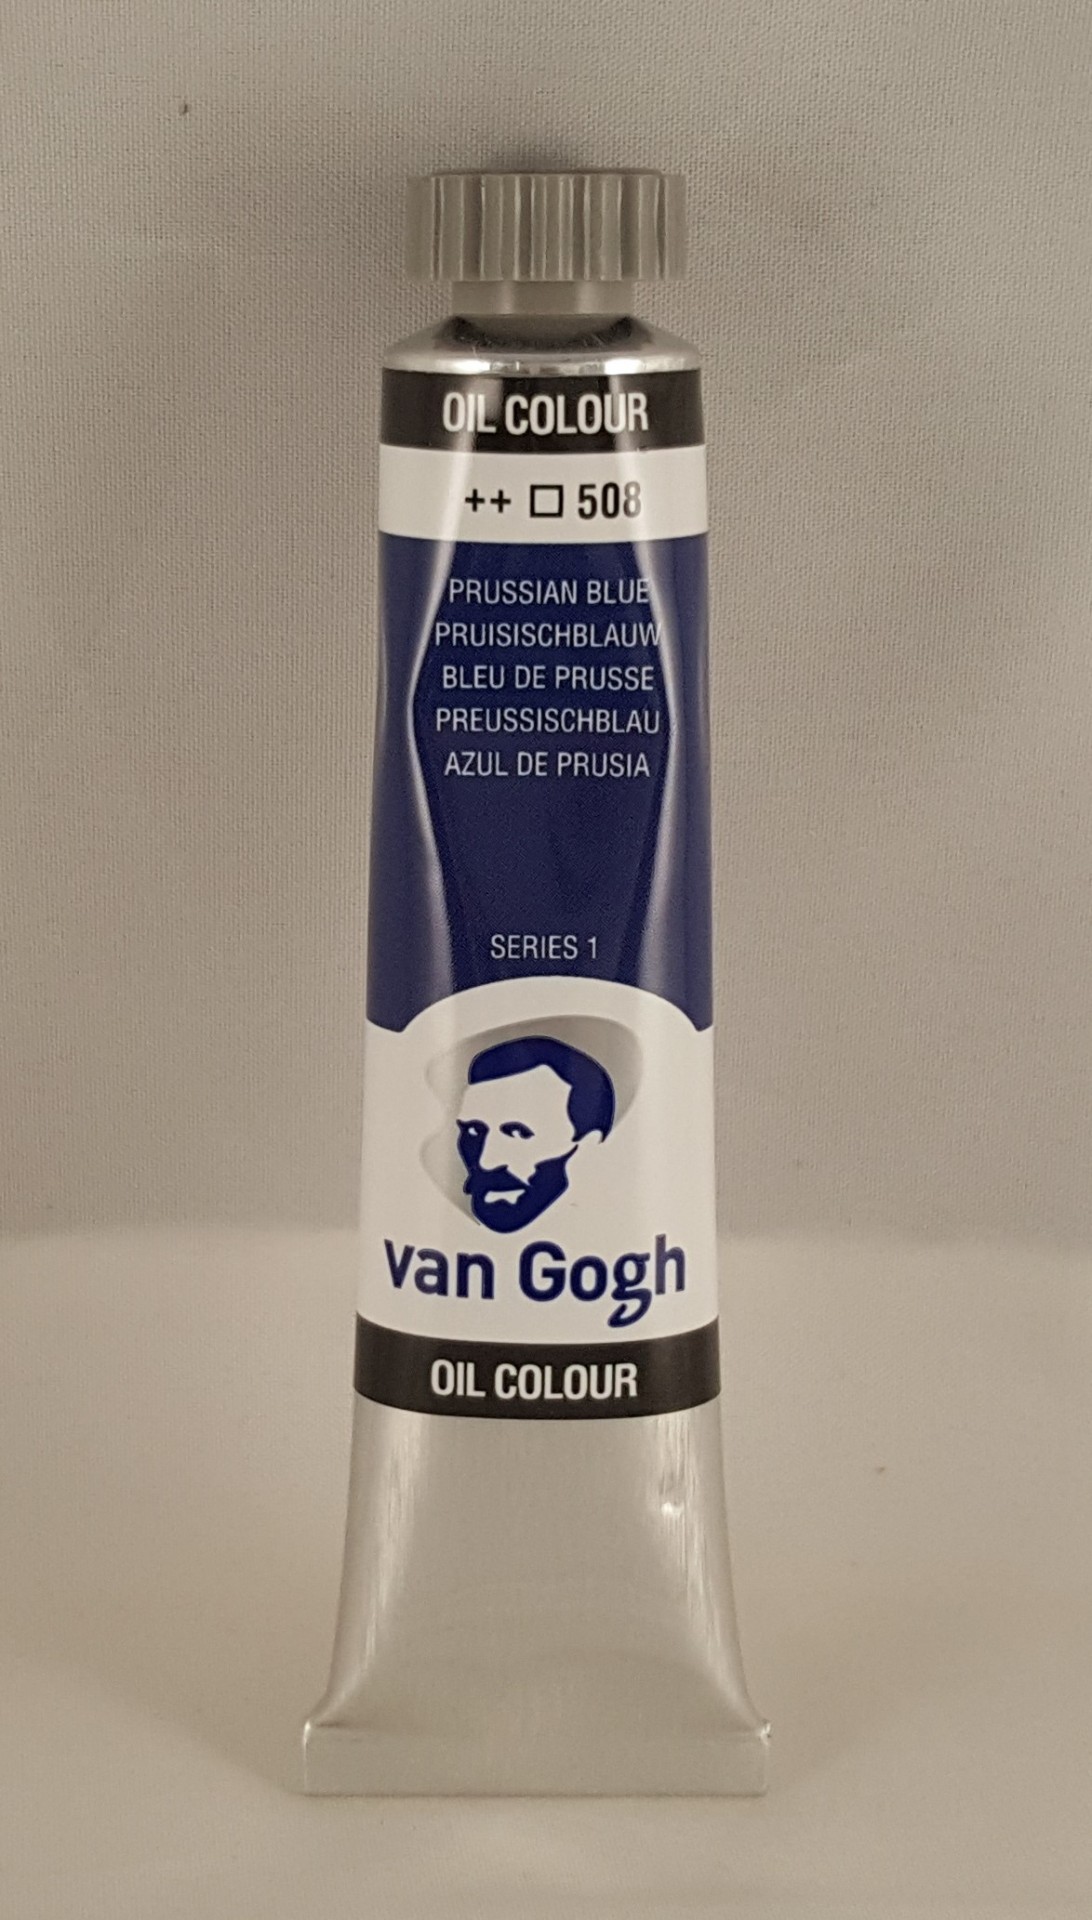 OIL COLOUR
++ □ 508
PRUSSIAN BLUE
PRUISISCHBLAUW
BLEU DE PRUSSE
PREUSSISCHBLAU
AZUL DE PRUSIA
SERIES 1
van Gogh
OIL COLOUR